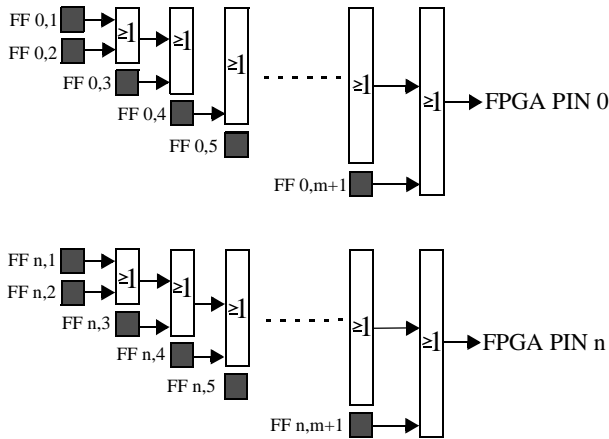 FF 0,1
FF 0,2
≥1
≥1
≥1
FF 0,3
FF 0,4
FF 0,5
≥1
≥1
FPGA PIN 0
FF 0,m+1
FF n,1
FF n,2
≥1
≥1
≥1
FF n,3
FF n,4
FF n,5
≥1
≥1
FPGA PIN n
FF n,m+1